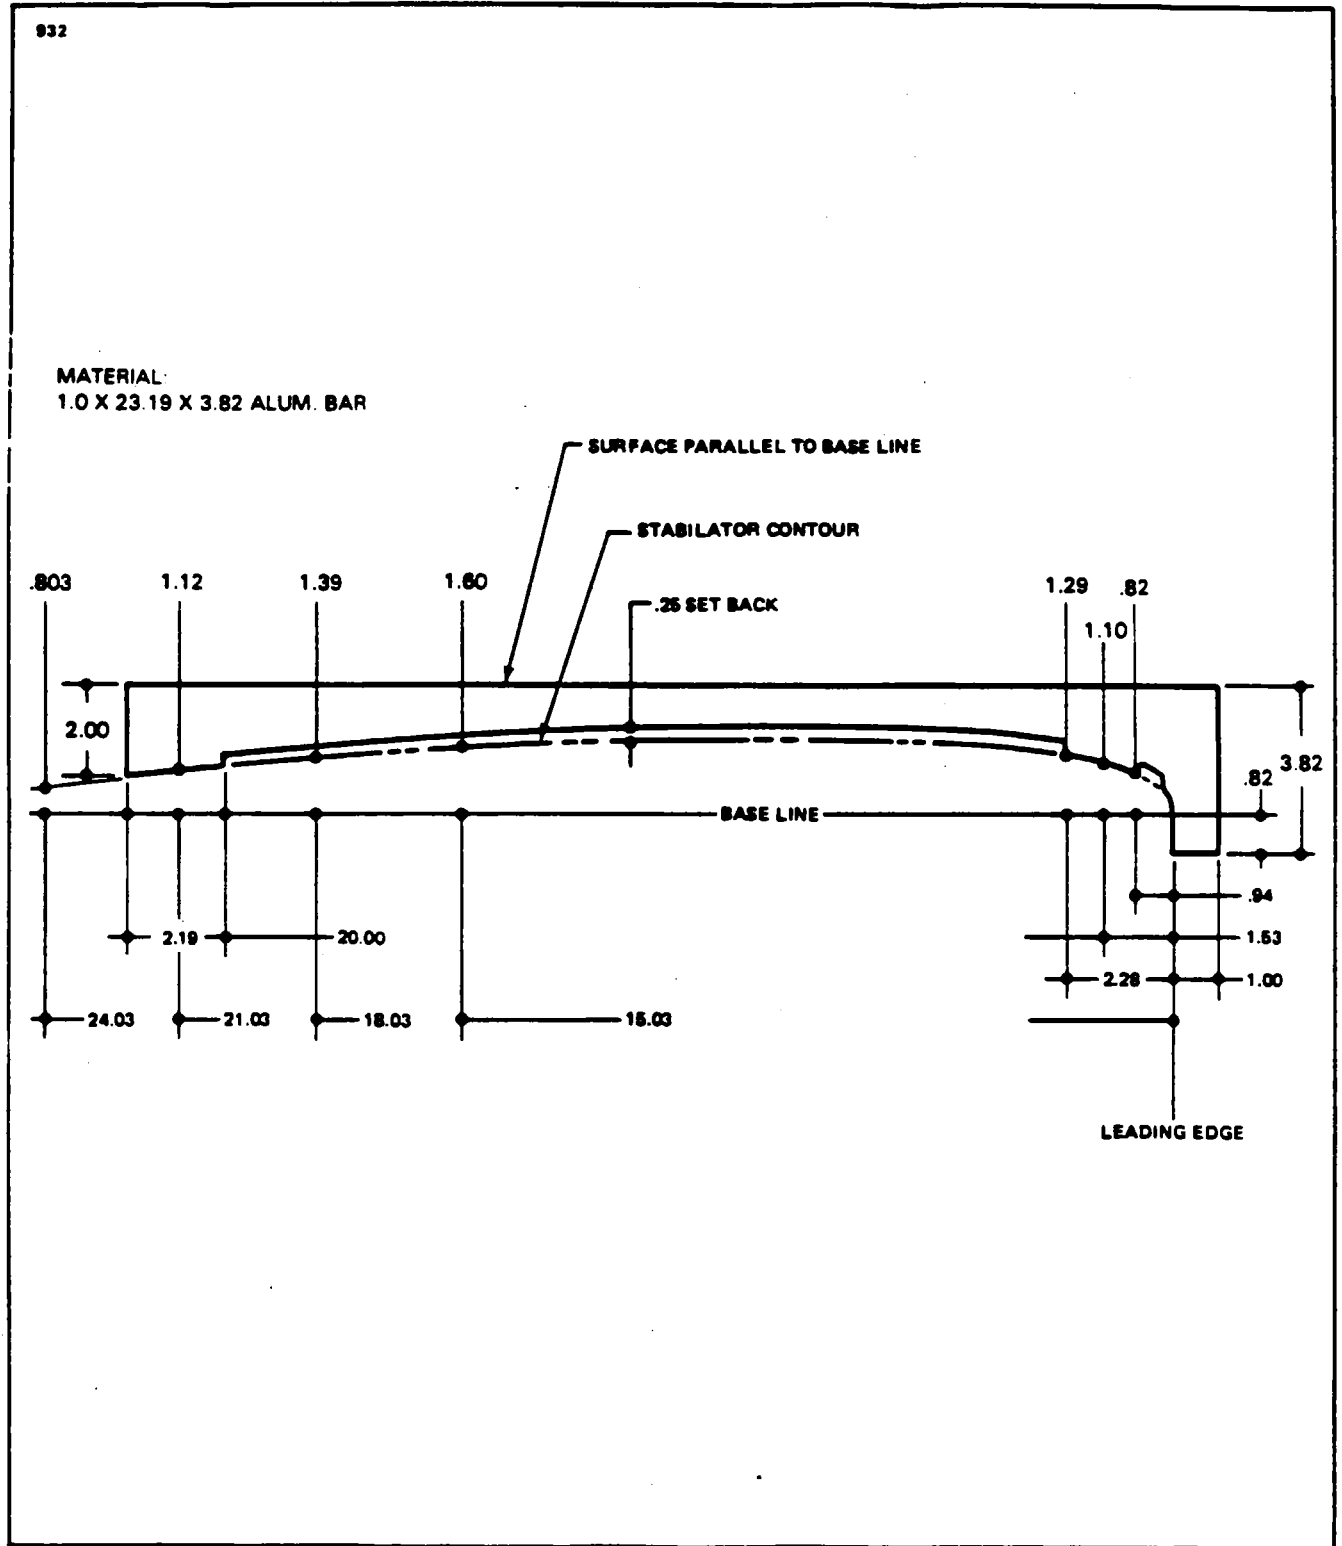 932
MATERIAL:
1.0 X 23.19 X 3.82 ALUM. BAR
SURFACE PARALLEL TO BASE LINE
STABILATOR CONTOUR
.803 1.12 1.39 1.60 .25 SET BACK 1.29 .82
1.10
2.00
.82 3.82
BASE LINE
.94
2.19 20.00 1.53
2.28 1.00
24.03 21.03 18.03 15.03
LEADING EDGE